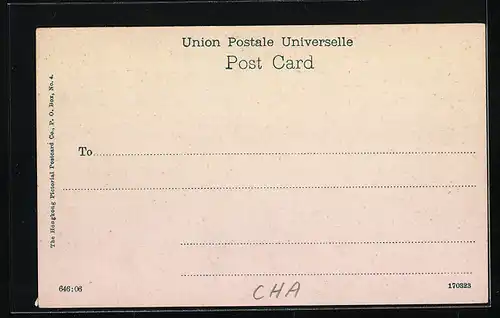 Union Postale Universelle
Post Card
The Hongkong Pictorial Postcard Co., P. O. Box, No. 4.
To
646:06
CHA
170323